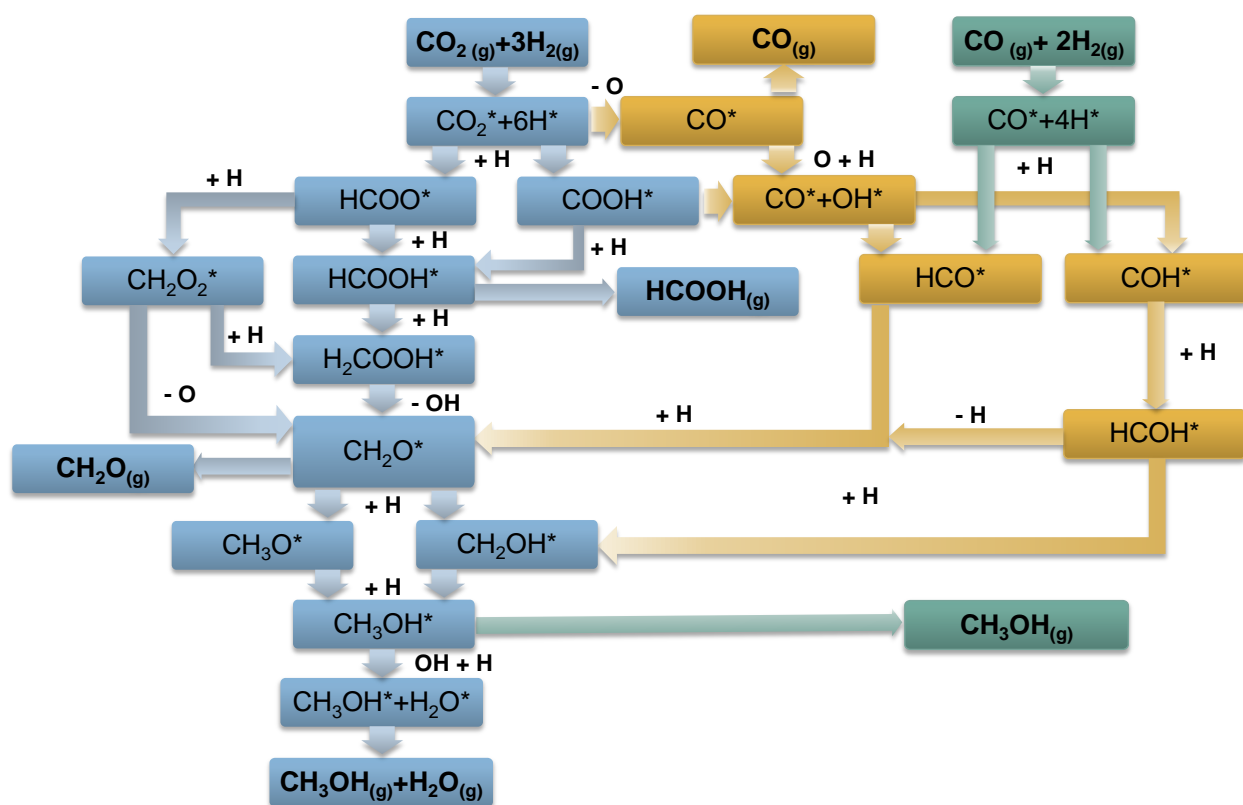 CO₂ (g)+3H₂(g)
CO(g)
CO (g)+ 2H₂(g)
- O
CO₂*+6H*
CO*
CO*+4H*
+ H
O + H
+ H
+ H
HCOO*
COOH*
CO*+OH*
+ H
+ H
CH₂O₂*
HCOOH*
HCOOH(g)
HCO*
COH*
+ H
+ H
H₂COOH*
+ H
- O
- OH
+ H
- H
CH₂O*
HCOH*
CH₂O(g)
+ H
+ H
CH₃O*
CH₂OH*
+ H
CH₃OH*
CH₃OH(g)
OH + H
CH₃OH*+H₂O*
CH₃OH(g)+H₂O(g)